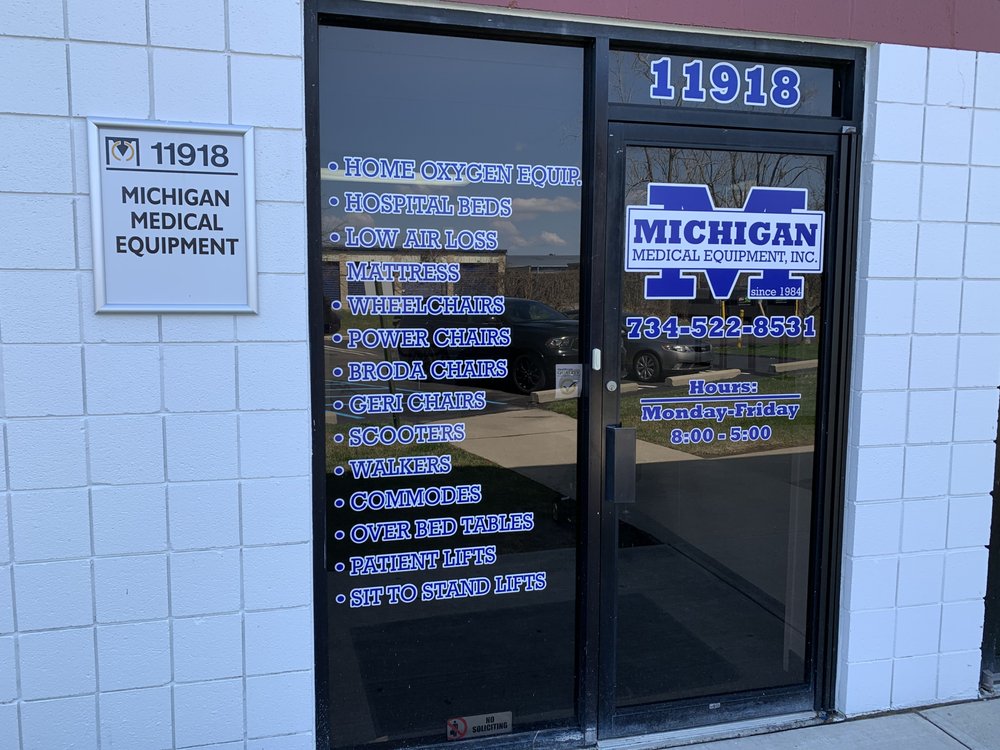 11918
MICHIGAN
MEDICAL
EQUIPMENT
• HOME OXYGEN EQUIP.
• HOSPITAL BEDS
• LOW AIR LOSS
MATTRESS
• WHEELCHAIRS
• POWER CHAIRS
• BRODA CHAIRS
• GERI CHAIRS
• SCOOTERS
• WALKERS
• COMMODES
• OVER BED TABLES
• PATIENT LIFTS
• SIT TO STAND LIFTS
NO
SOLICITING
11918
M
MICHIGAN
MEDICAL EQUIPMENT, INC.
since 1984
734-522-8531
Hours:
Monday-Friday
8:00 - 5:00